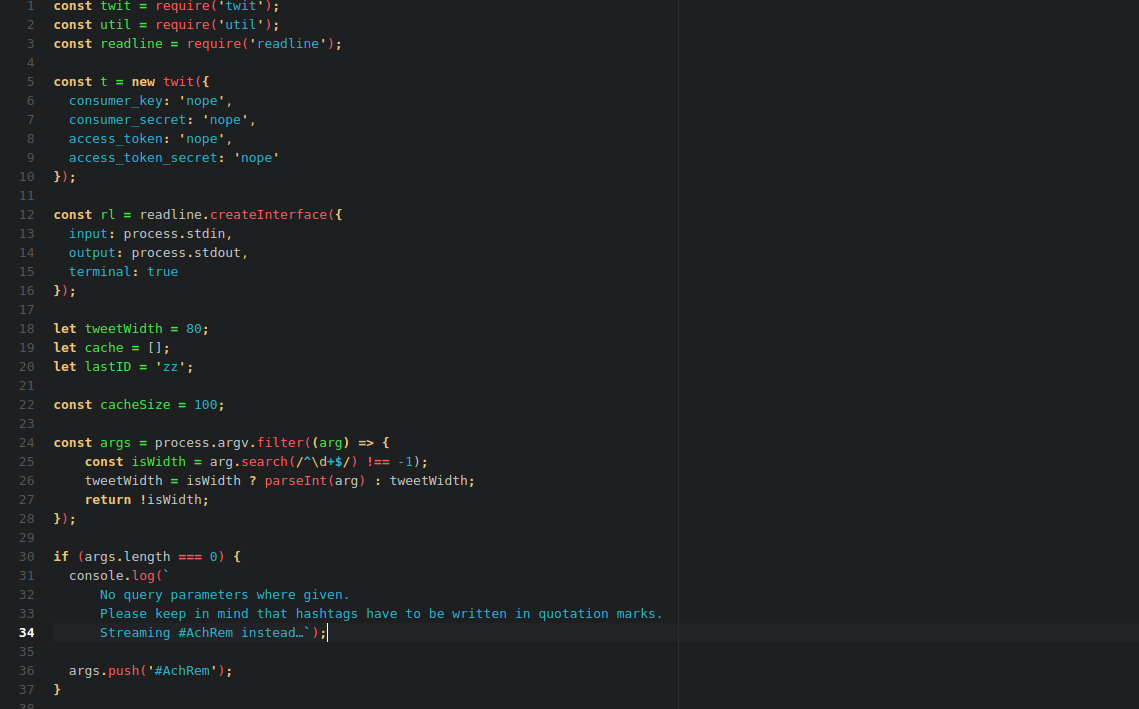 1 const twit = require('twit');
2 const util = require('util');
3 const readline = require('readline');
4
5 const t = new twit({
6   consumer_key: 'nope',
7   consumer_secret: 'nope',
8   access_token: 'nope',
9   access_token_secret: 'nope'
10 });
11
12 const rl = readline.createInterface({
13   input: process.stdin,
14   output: process.stdout,
15   terminal: true
16 });
17
18 let tweetWidth = 80;
19 let cache = [];
20 let lastID = 'zz';
21
22 const cacheSize = 100;
23
24 const args = process.argv.filter((arg) => {
25     const isWidth = arg.search(/^\d+$/) !== -1);
26     tweetWidth = isWidth ? parseInt(arg) : tweetWidth;
27     return !isWidth;
28 });
29
30 if (args.length === 0) {
31   console.log(`
32       No query parameters where given.
33       Please keep in mind that hashtags have to be written in quotation marks.
34       Streaming #AchRem instead…`);
35
36   args.push('#AchRem');
37 }
38